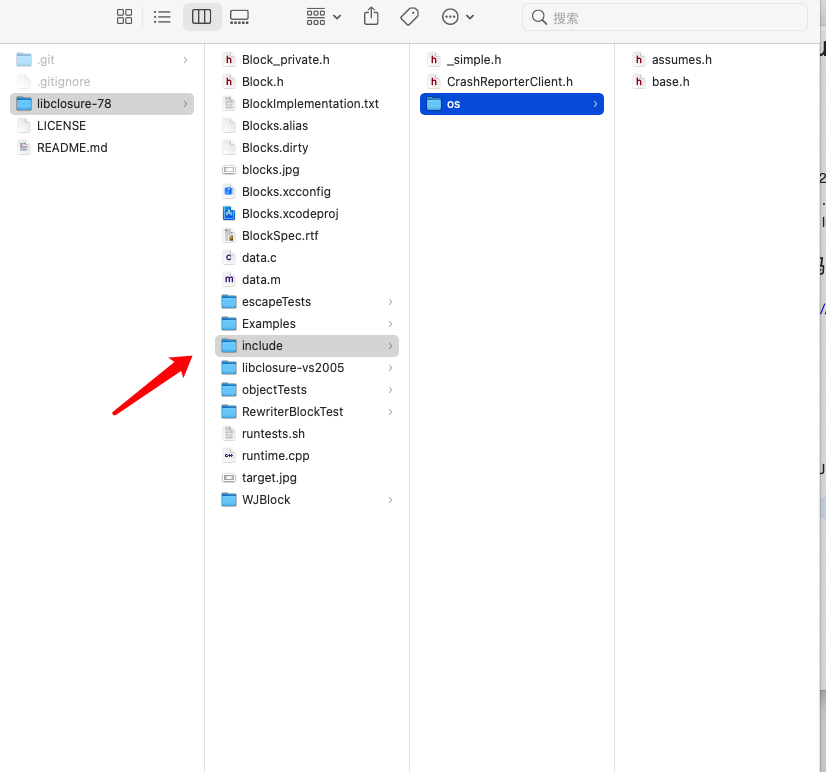 搜索
.git
.gitignore
libclosure-78
LICENSE
README.md
Block_private.h
Block.h
BlockImplementation.txt
Blocks.alias
Blocks.dirty
blocks.jpg
Blocks.xcconfig
Blocks.xcodeproj
BlockSpec.rtf
data.c
data.m
escapeTests
Examples
include
libclosure-vs2005
objectTests
RewriterBlockTest
runtests.sh
runtime.cpp
target.jpg
WJBlock
_simple.h
CrashReporterClient.h
os
assumes.h
base.h